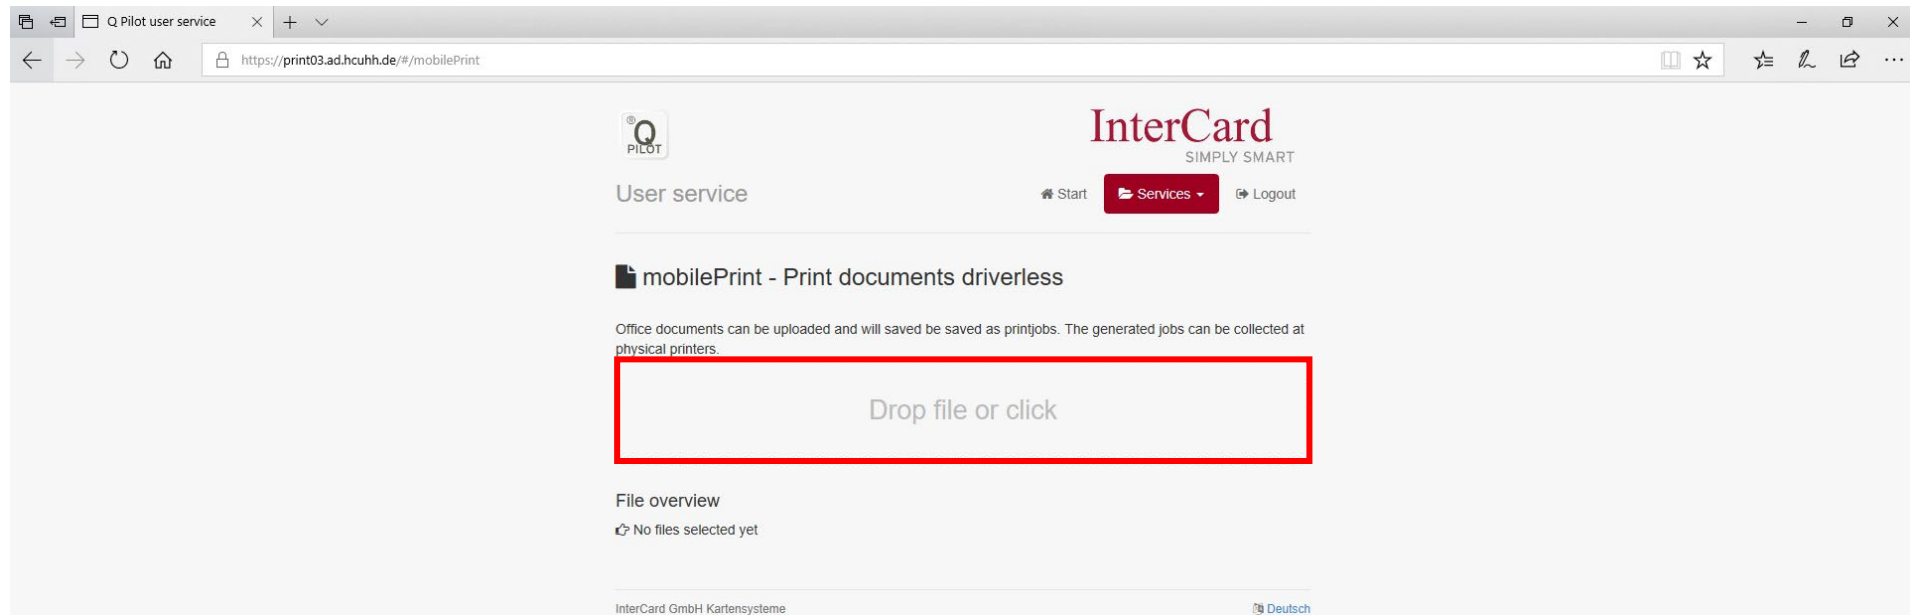 Q Pilot user service
https://print03.ad.hcuhh.de/#/mobilePrint
®Q
PILOT
InterCard
SIMPLY SMART
User service
Start
Services
Logout
mobilePrint - Print documents driverless
Office documents can be uploaded and will saved be saved as printjobs. The generated jobs can be collected at
physical printers.
Drop file or click
File overview
No files selected yet
InterCard GmbH Kartensysteme
Deutsch